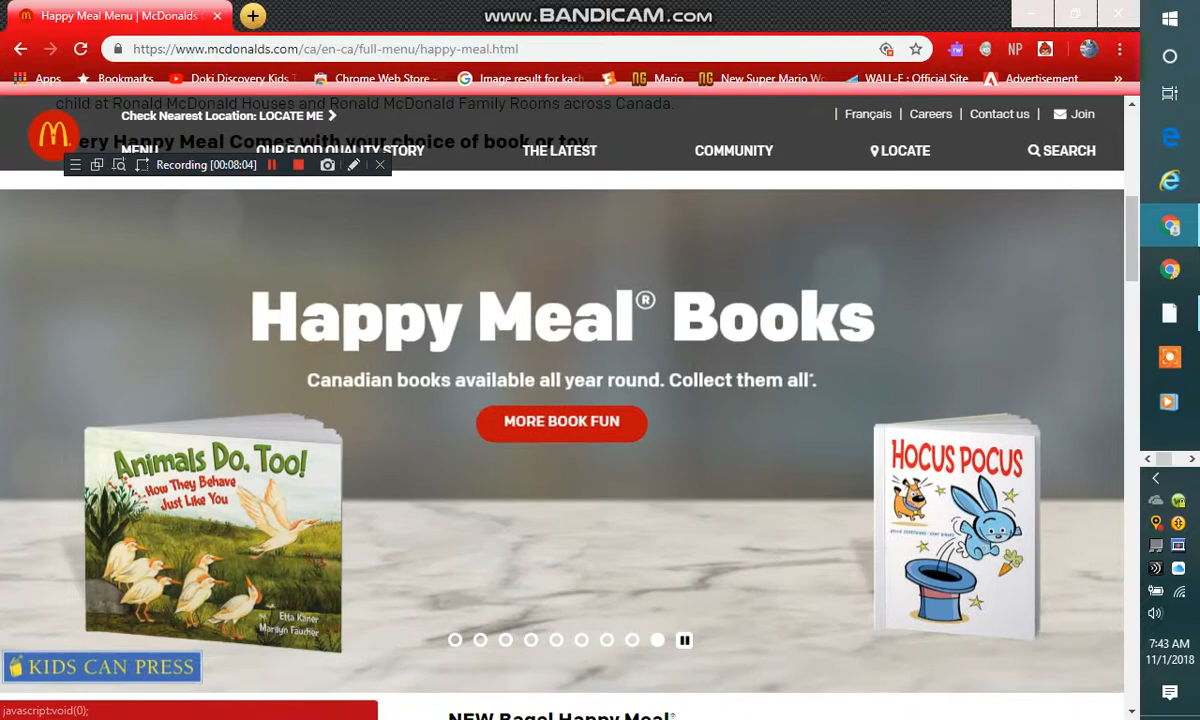 www.BANDICAM.com
Happy Meal Menu | McDonalds
https://www.mcdonalds.com/ca/en-ca/full-menu/happy-meal.html
NP
Apps
Bookmarks
Doki Discovery Kids
Chrome Web Store -
Image result for kach
Mario
New Super Mario Wo
WALL-E : Official Site
Advertisement
»
child at Ronald McDonald Houses and Ronald McDonald Family Rooms across Canada.
Check Nearest Location: LOCATE ME
Français
Careers
Contact us
Join
ery Happy Meal Comes with your choice of book or toy
MENU
OUR FOOD QUALITY STORY
THE LATEST
COMMUNITY
LOCATE
SEARCH
Recording [00:08:04]
Happy Meal® Books
Canadian books available all year round. Collect them all*.
MORE BOOK FUN
Animals Do, Too!
How They Behave
Just Like You
Etta Kaner
Marilyn Faucher
HOCUS POCUS
KIDS CAN PRESS
javascript:void(0);
NEW Bagel Happy Meal®
7:43 AM
11/1/2018